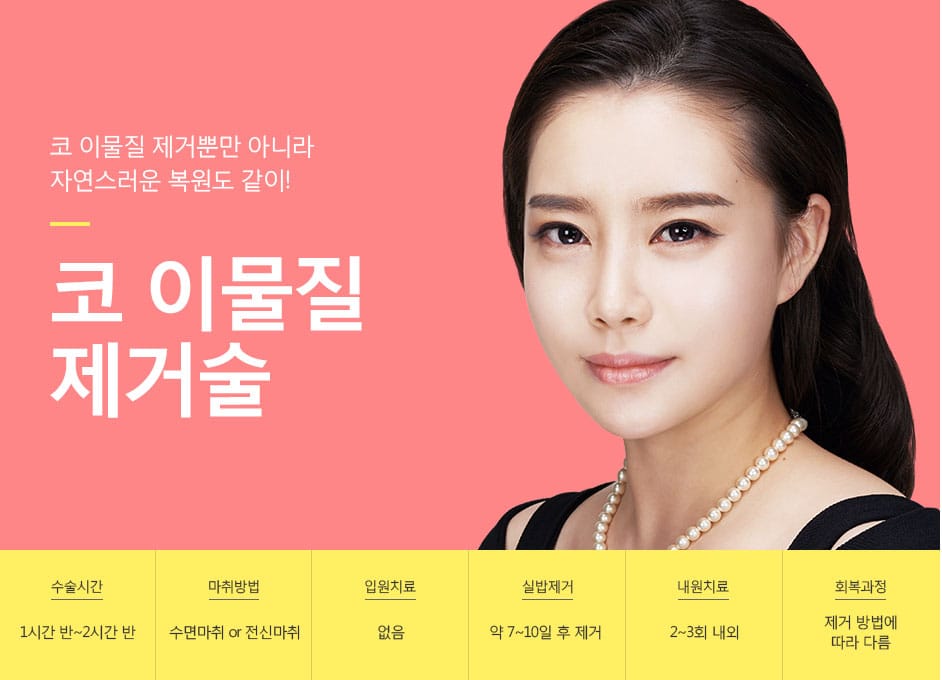 코 이물질 제거뿐만 아니라
자연스러운 복원도 같이!
코 이물질
제거술
수술시간
1시간 반~2시간 반
마취방법
수면마취 or 전신마취
입원치료
없음
실밥제거
약 7~10일 후 제거
내원치료
2~3회 내외
회복과정
제거 방법에
따라 다름